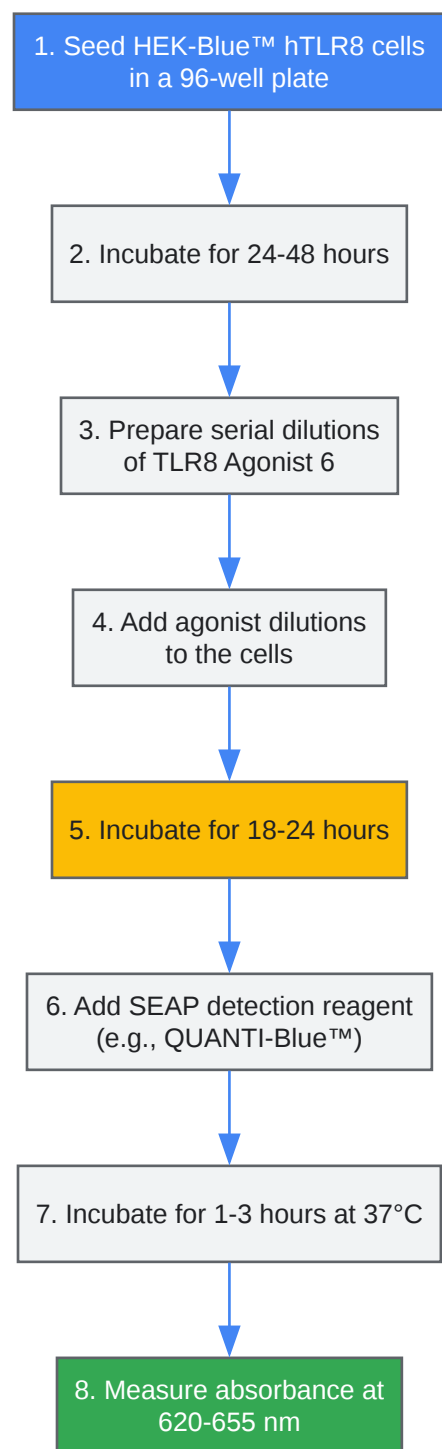 1. Seed HEK-Blue™ hTLR8 cells
in a 96-well plate
2. Incubate for 24-48 hours
3. Prepare serial dilutions
of TLR8 Agonist 6
4. Add agonist dilutions
to the cells
5. Incubate for 18-24 hours
6. Add SEAP detection reagent
(e.g., QUANTI-Blue™)
7. Incubate for 1-3 hours at 37°C
8. Measure absorbance at
620-655 nm